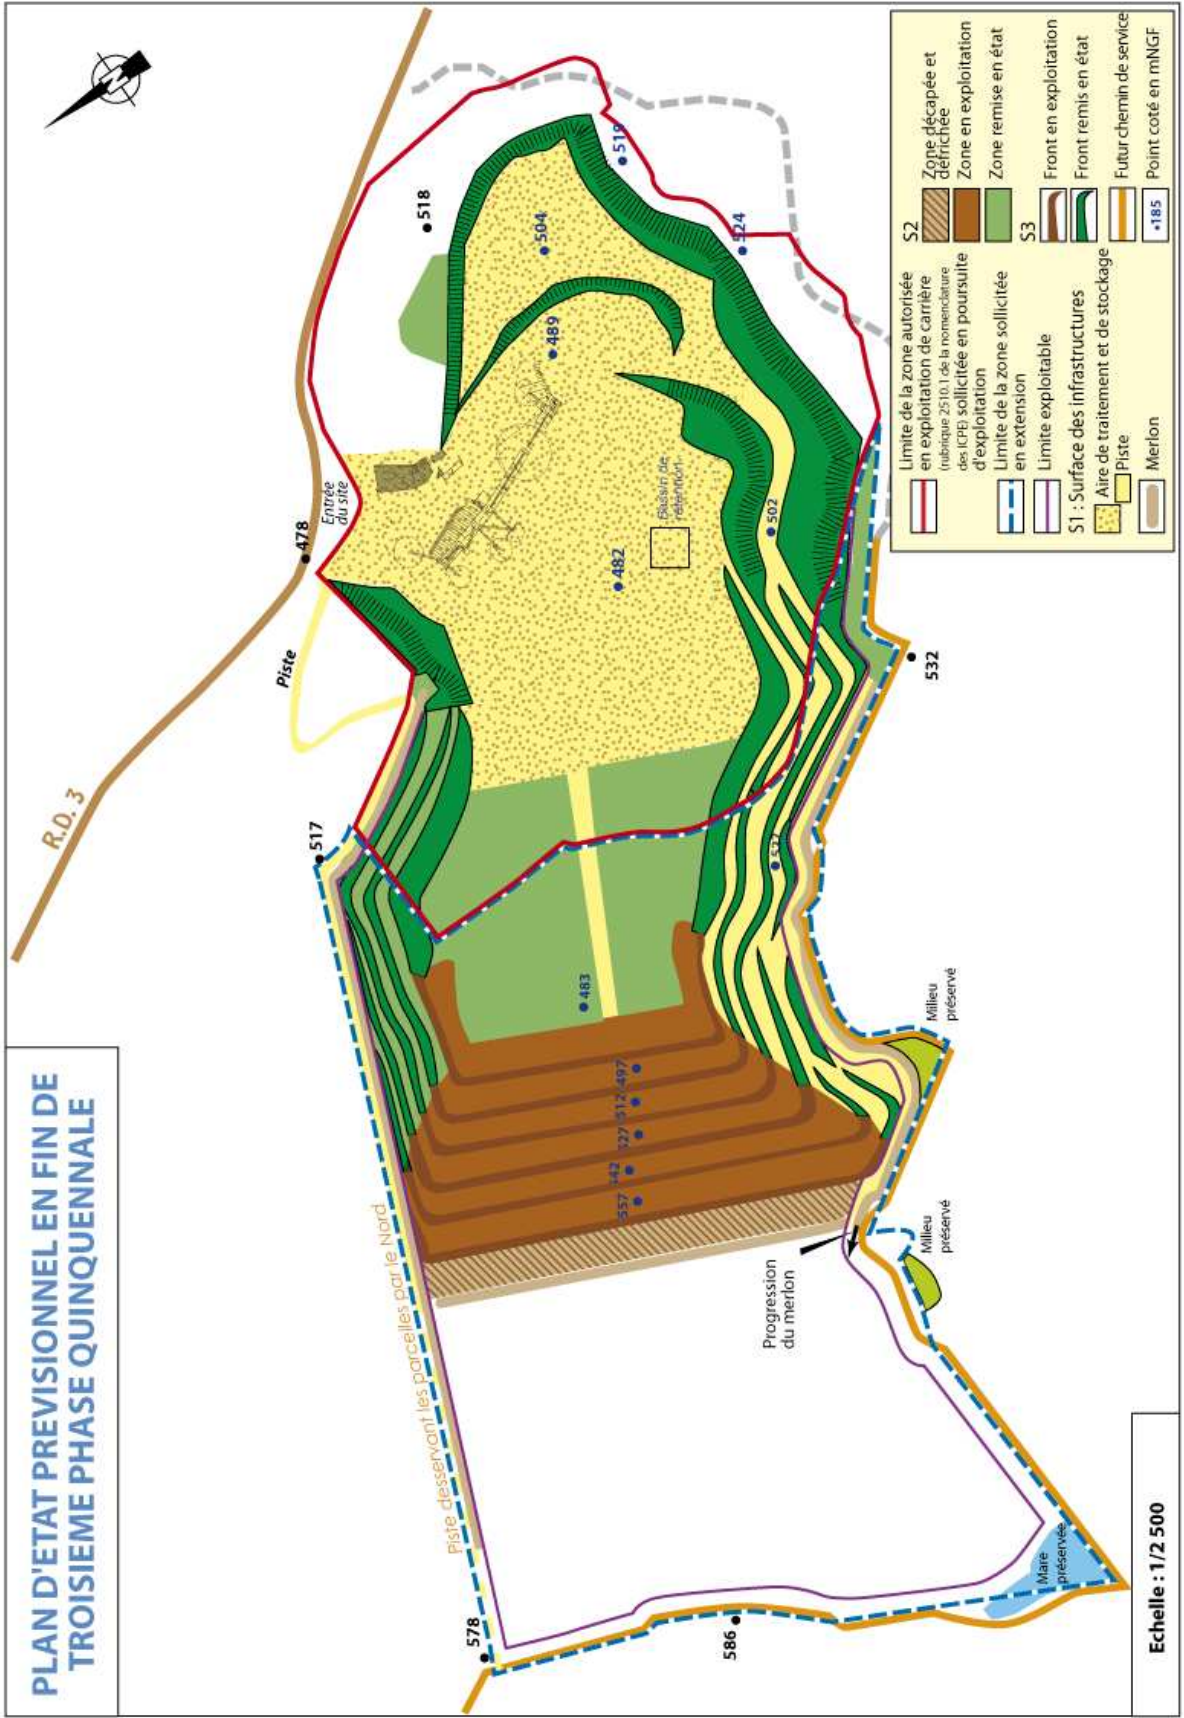 PLAN D'ETAT PREVISIONNEL EN FIN DE
TROISIEME PHASE QUINQUENNALE
R.D. 3
N
Piste
Entrée
du site
478
517
518
519
504
489
524
502
482
Bassin de
rétention
532
483
497
512
557
578
586
Piste desservant les parcelles par le Nord
Progression
du merlon
Milieu
préservé
Milieu
préservé
Mare
préservée
Echelle : 1/2 500
Limite de la zone autorisée
en exploitation de carrière
(rubrique 2510.1 de la nomenclature
des ICPE) sollicitée en poursuite
d'exploitation
Limite de la zone sollicitée
en extension
Limite exploitable
S1 : Surface des infrastructures
Aire de traitement et de stockage
Piste
Merlon
S2
Zone décapée et
défrichée
Zone en exploitation
Zone remise en état
S3
Front en exploitation
Front remis en état
Futur chemin de service
•185
Point coté en mNGF